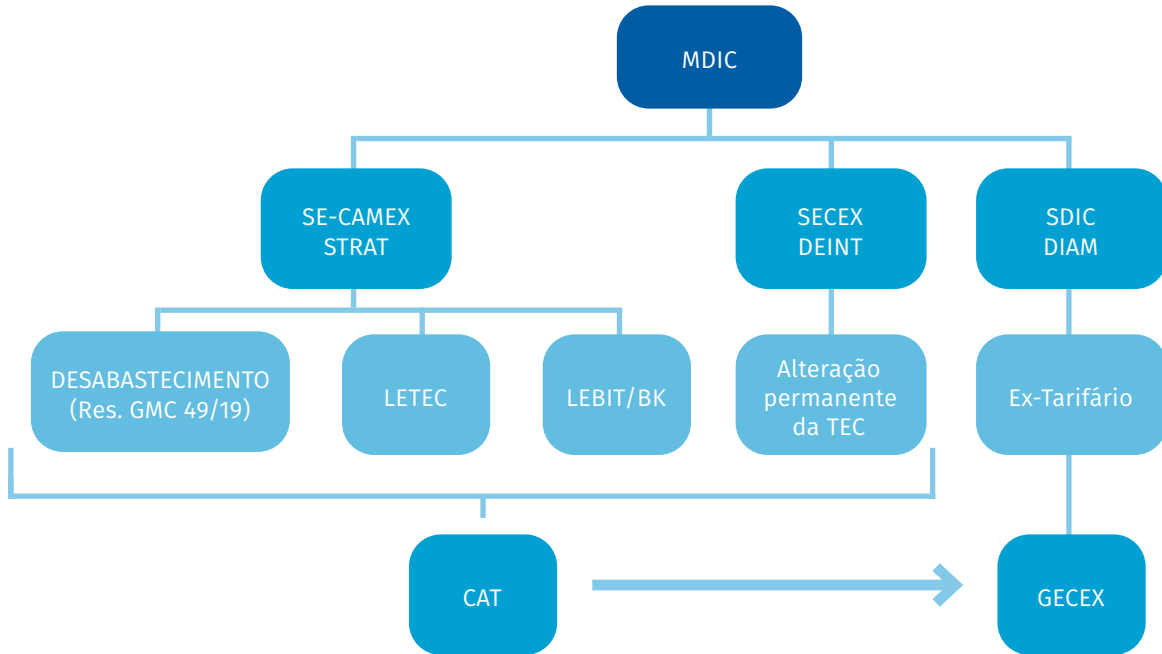 MDIC
SE-CAMEX
STRAT
SECEX
DEINT
SDIC
DIAM
DESABASTECIMENTO
(Res. GMC 49/19)
LETEC
LEBIT/BK
Alteração
permanente
da TEC
Ex-Tarifário
CAT
GECEX